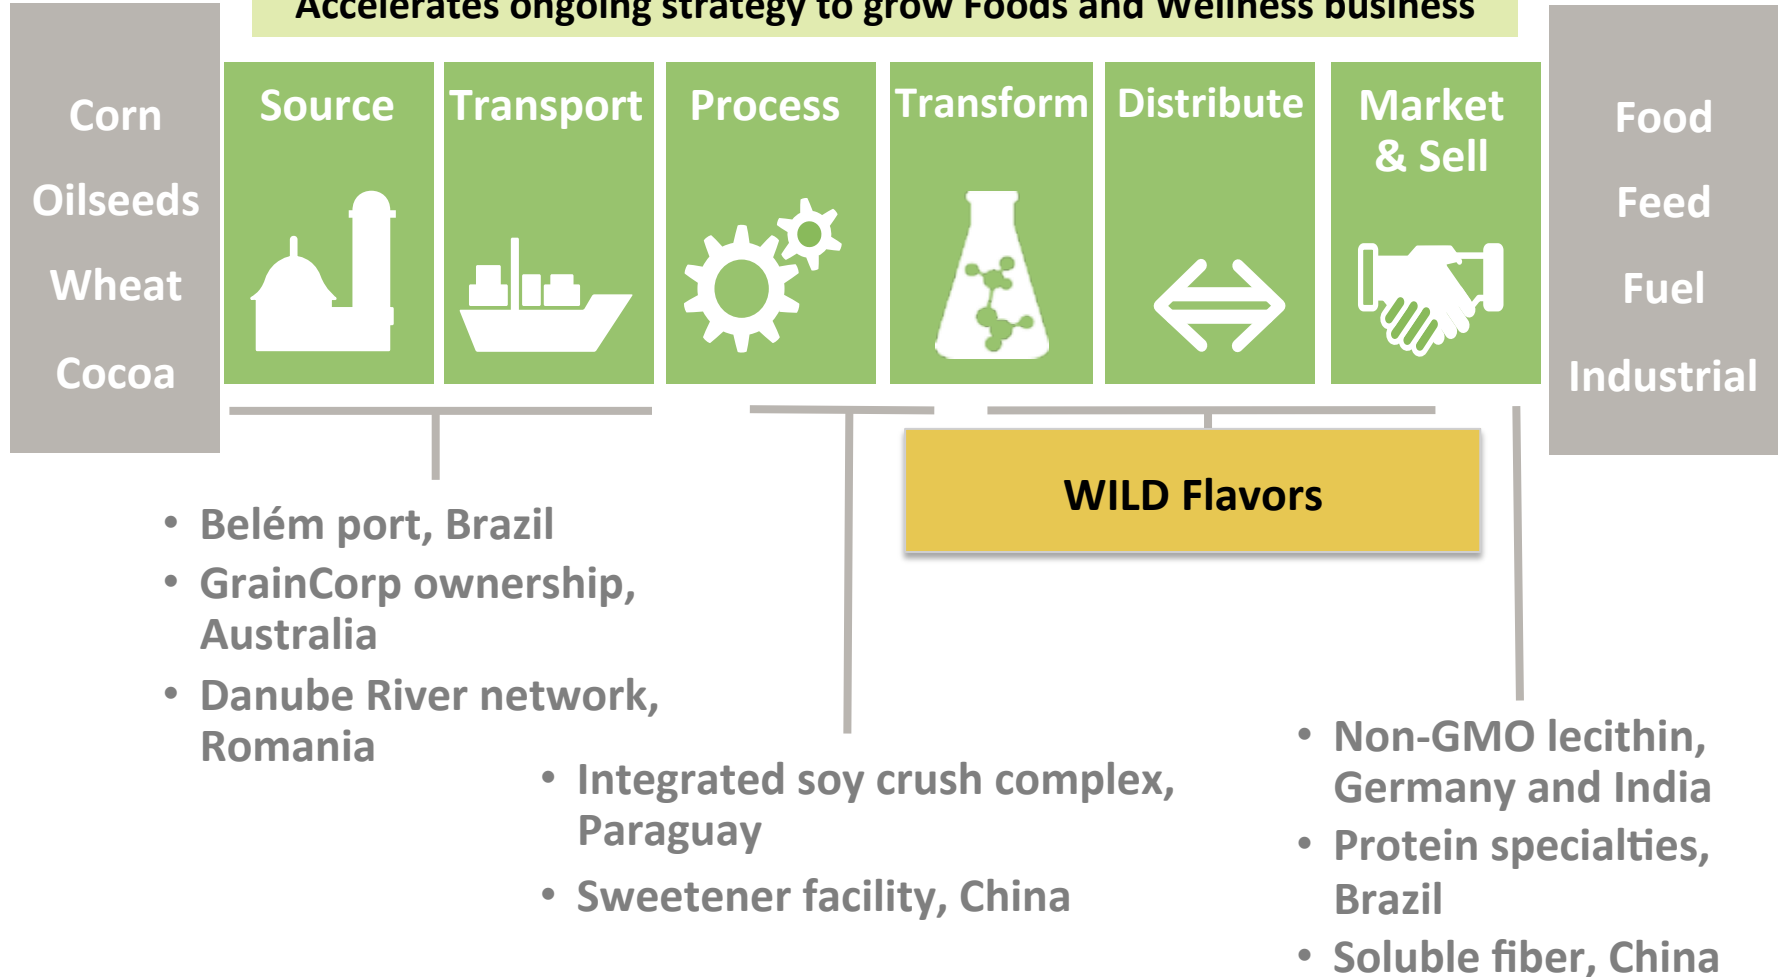 Accelerates ongoing strategy to grow Foods and Wellness business
Corn
Oilseeds
Wheat
Cocoa
Source
Transport
Process
Transform
Distribute
Market
& Sell
Food
Feed
Fuel
Industrial
WILD Flavors
• Belém port, Brazil
• GrainCorp ownership,
Australia
• Danube River network,
Romania
• Integrated soy crush complex,
Paraguay
• Sweetener facility, China
• Non-GMO lecithin,
Germany and India
• Protein specialties,
Brazil
• Soluble fiber, China